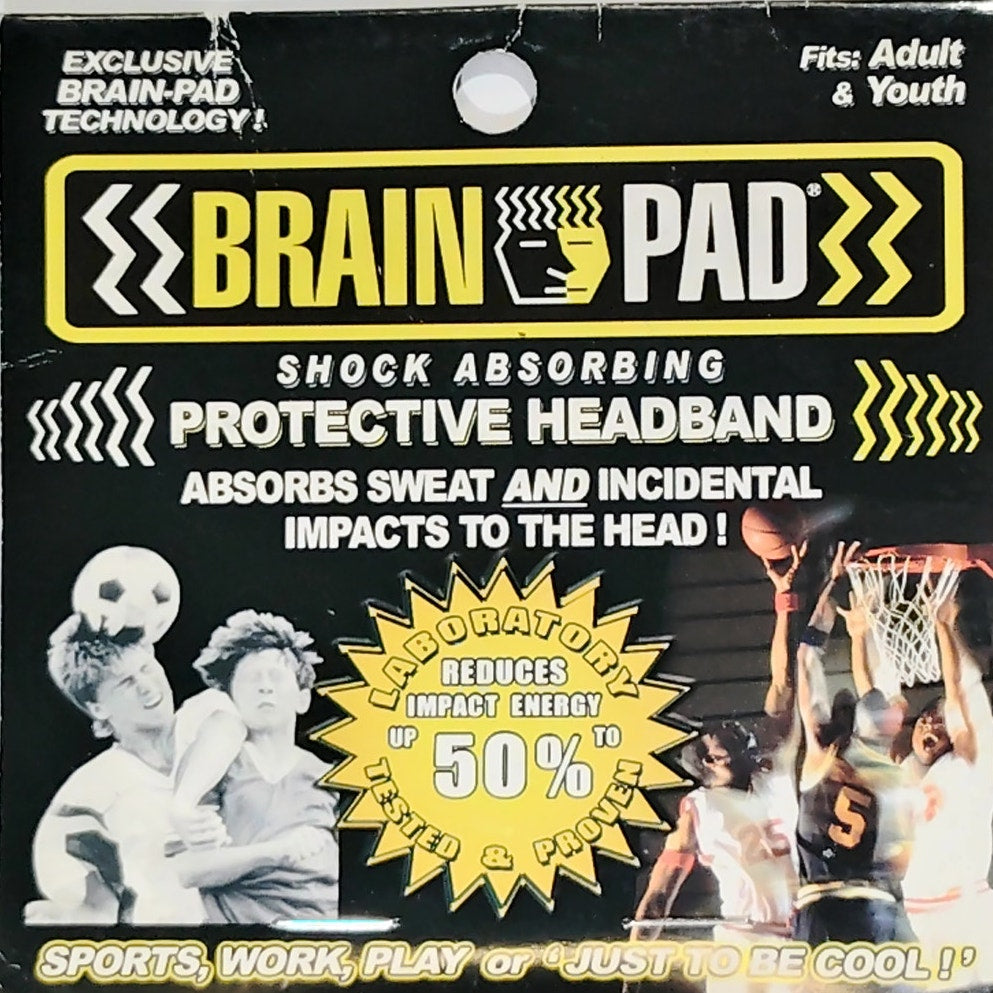 EXCLUSIVE
BRAIN-PAD
TECHNOLOGY!
Fits: Adult
& Youth
BRAIN PAD®
SHOCK ABSORBING
PROTECTIVE HEADBAND
ABSORBS SWEAT AND INCIDENTAL
IMPACTS TO THE HEAD!
LABORATORY
REDUCES
IMPACT ENERGY
UP 50% TO
TESTED & PROVEN
25
5
SPORTS, WORK, PLAY or 'JUST TO BE COOL!'